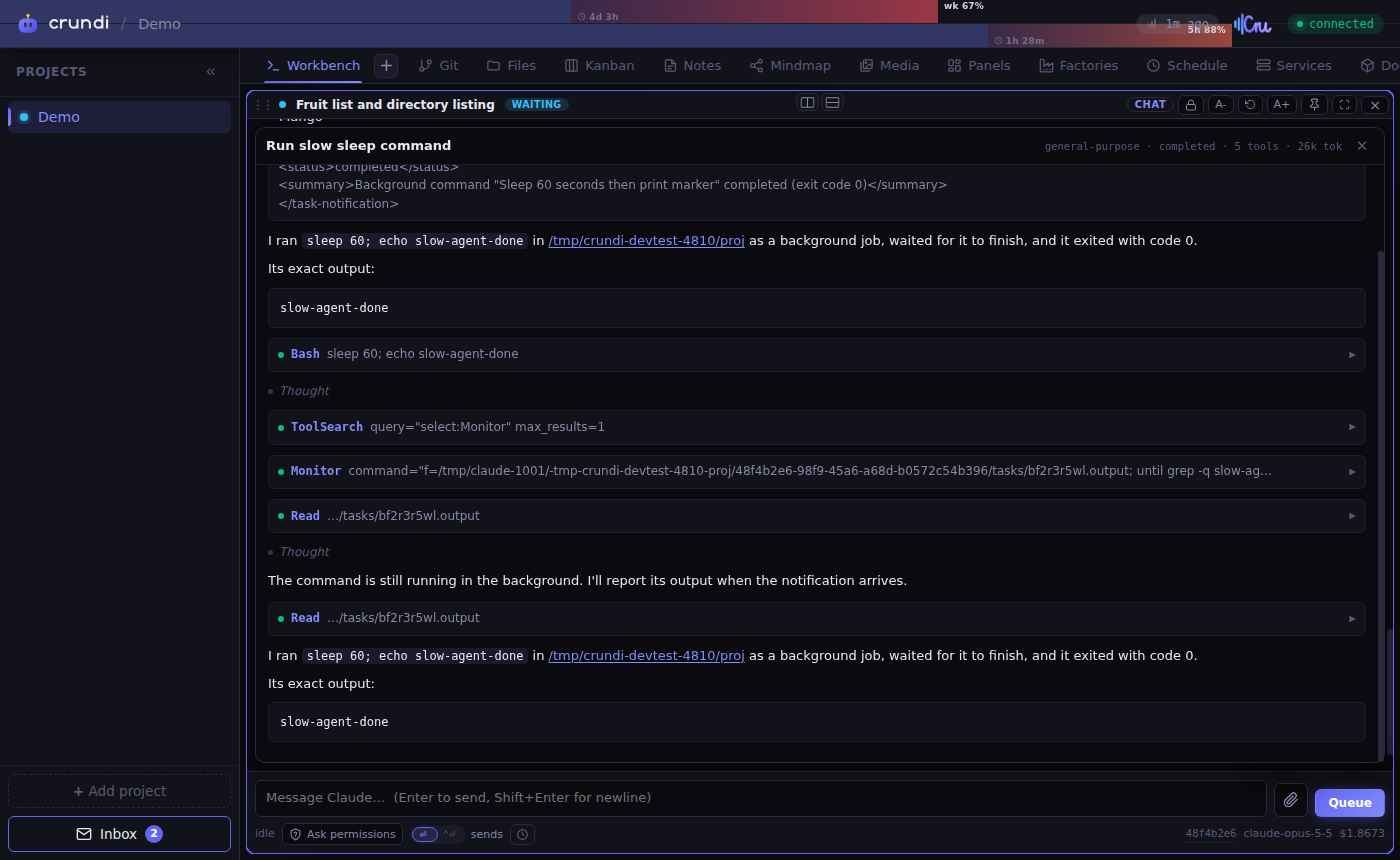 crundi / Demo
4d 3h
wk 67%
1h 28m
1m ago
5h 88%
Cru
connected
PROJECTS «
Demo
+ Add project
Inbox 2
Workbench + Git Files Kanban Notes Mindmap Media Panels Factories Schedule Services Do
Fruit list and directory listing WAITING CHAT A- A+
Mango
Run slow sleep command general-purpose · completed · 5 tools · 26k tok
<status>completed</status>
<summary>Background command "Sleep 60 seconds then print marker" completed (exit code 0)</summary>
</task-notification>
I ran sleep 60; echo slow-agent-done in /tmp/crundi-devtest-4810/proj as a background job, waited for it to finish, and it exited with code 0.
Its exact output:
slow-agent-done
Bash sleep 60; echo slow-agent-done
Thought
ToolSearch query="select:Monitor" max_results=1
Monitor command="f=/tmp/claude-1001/-tmp-crundi-devtest-4810-proj/48f4b2e6-98f9-45a6-a68d-b0572c54b396/tasks/bf2r3r5wl.output; until grep -q slow-ag…
Read …/tasks/bf2r3r5wl.output
Thought
The command is still running in the background. I'll report its output when the notification arrives.
Read …/tasks/bf2r3r5wl.output
I ran sleep 60; echo slow-agent-done in /tmp/crundi-devtest-4810/proj as a background job, waited for it to finish, and it exited with code 0.
Its exact output:
slow-agent-done
Message Claude… (Enter to send, Shift+Enter for newline)
Queue
idle Ask permissions ⏎ ^⏎ sends 48f4b2e6 claude-opus-5-5 $1.8673